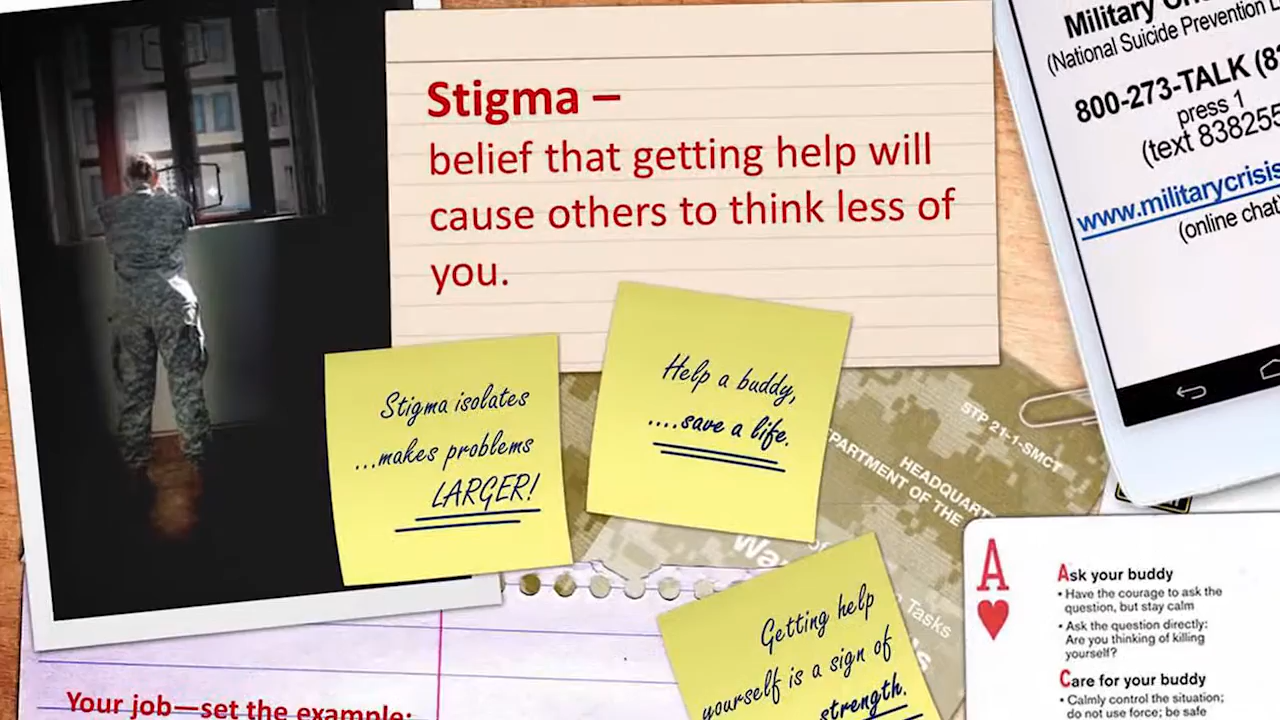 Stigma –
belief that getting help will
cause others to think less of
you.
Military
(National Suicide Prevention
800-273-TALK
press 1
(text 838255
www.militarycrisis
(online chat)
Stigma isolates
...makes problems
LARGER!
Help a buddy,
....save a life.
STP 21-1-SMCT
HEADQUART
DEPARTMENT OF THE
of
Tasks
Getting help
yourself is a sign of
strength.
A
Ask your buddy
• Have the courage to ask the
question, but stay calm
• Ask the question directly:
Are you thinking of killing
yourself?
Care for your buddy
• Calmly control the situation;
do not use force; be safe
Your job—set the example: